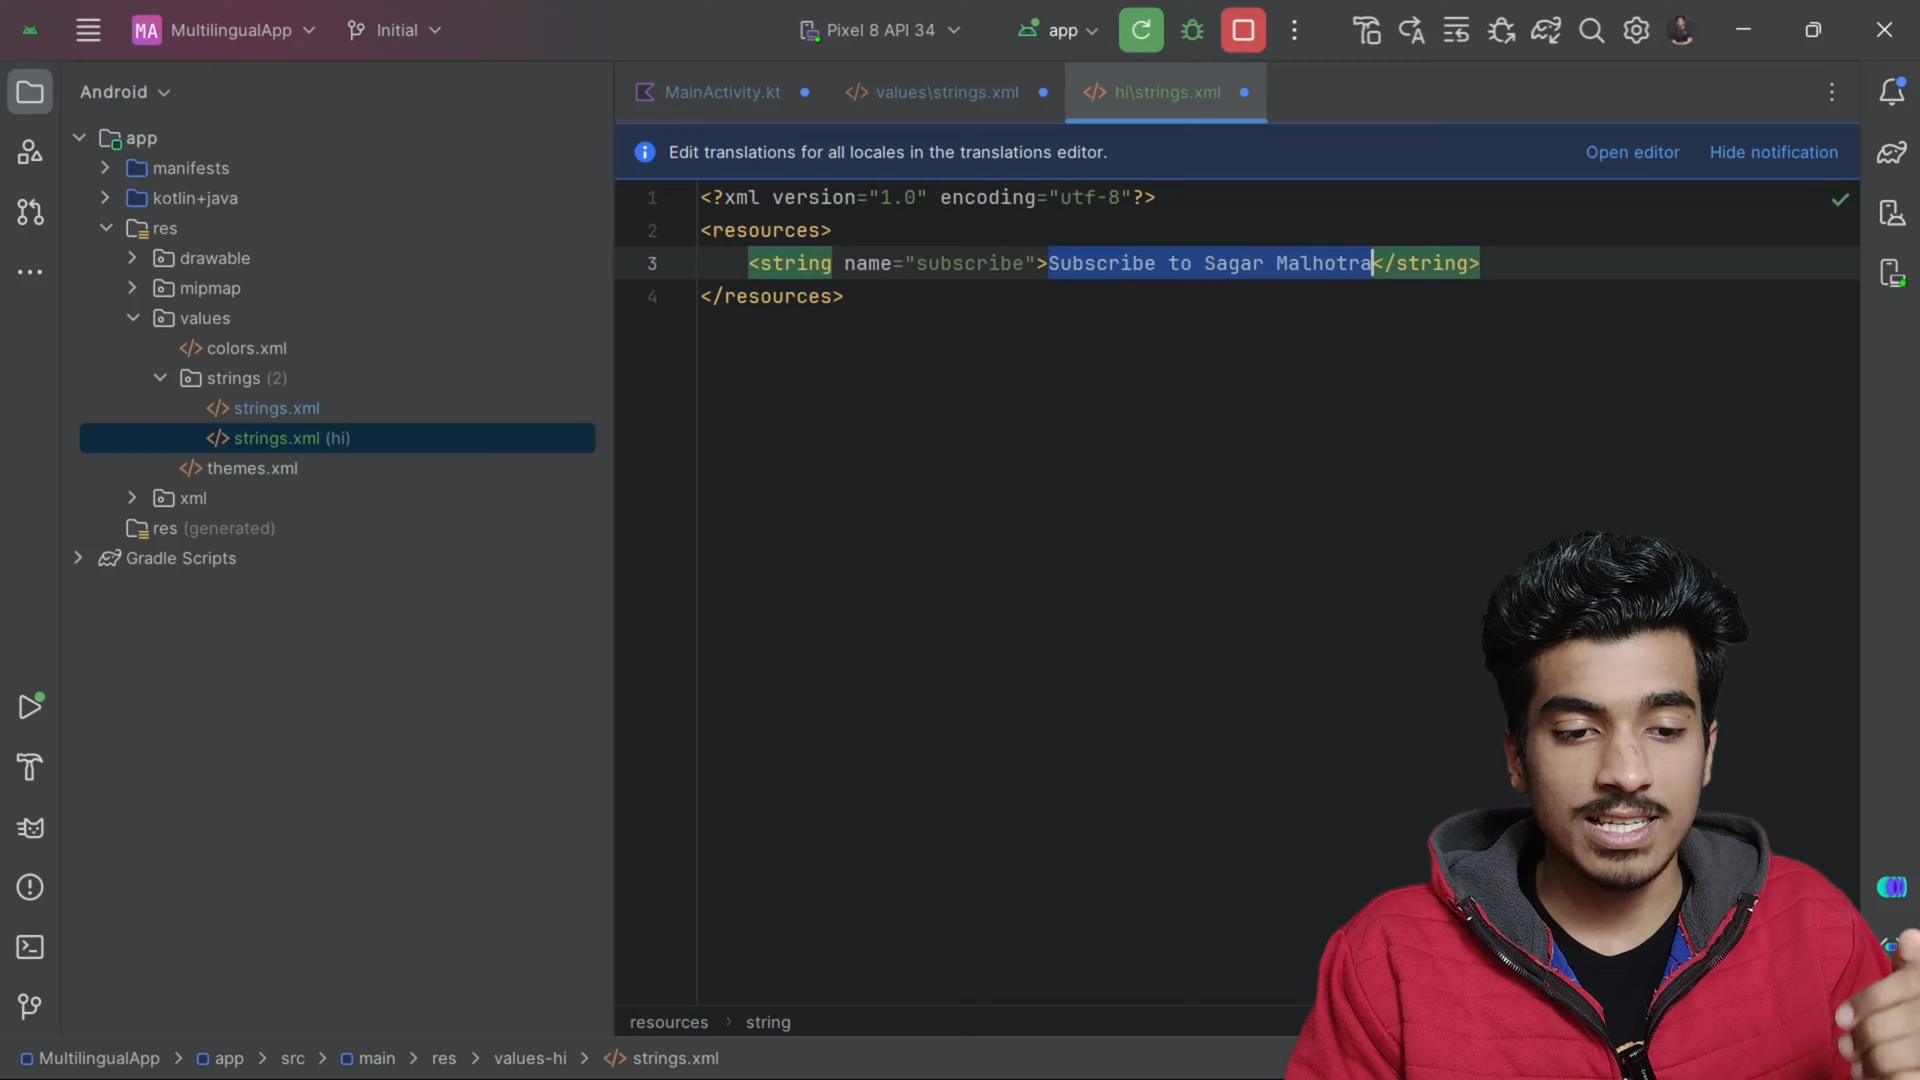 MA MultilingualApp Initial Pixel 8 API 34 app
Android
MainActivity.kt values\strings.xml hi\strings.xml
app
manifests
kotlin+java
res
drawable
mipmap
values
colors.xml
strings (2)
strings.xml
strings.xml (hi)
themes.xml
xml
res (generated)
Gradle Scripts
Edit translations for all locales in the translations editor. Open editor Hide notification
1 <?xml version="1.0" encoding="utf-8"?>
2 <resources>
3 <string name="subscribe">Subscribe to Sagar Malhotra</string>
4 </resources>
resources > string
MultilingualApp > app > src > main > res > values-hi > strings.xml